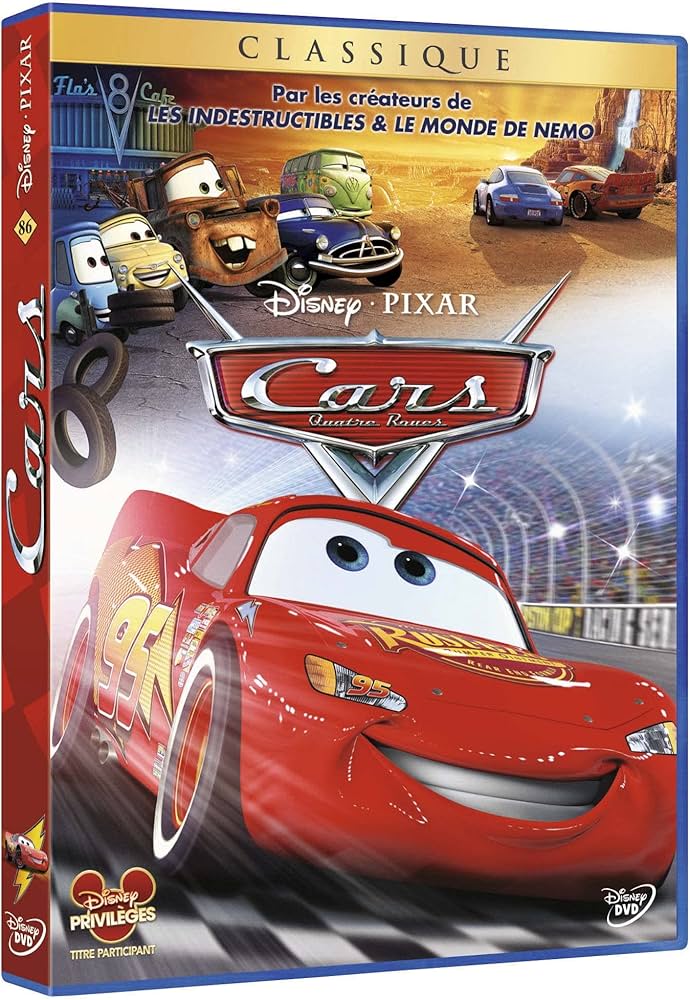 CLASSIQUE
Par les créateurs de
LES INDESTRUCTIBLES & LE MONDE DE NEMO
Flo's V8 Cafe
DISNEY · PIXAR
Cars
Quatre Roues
95
95
DISNEY
PRIVILÈGES
TITRE PARTICIPANT
DISNEY
DVD
DISNEY · PIXAR
86
Cars
DISNEY
DVD